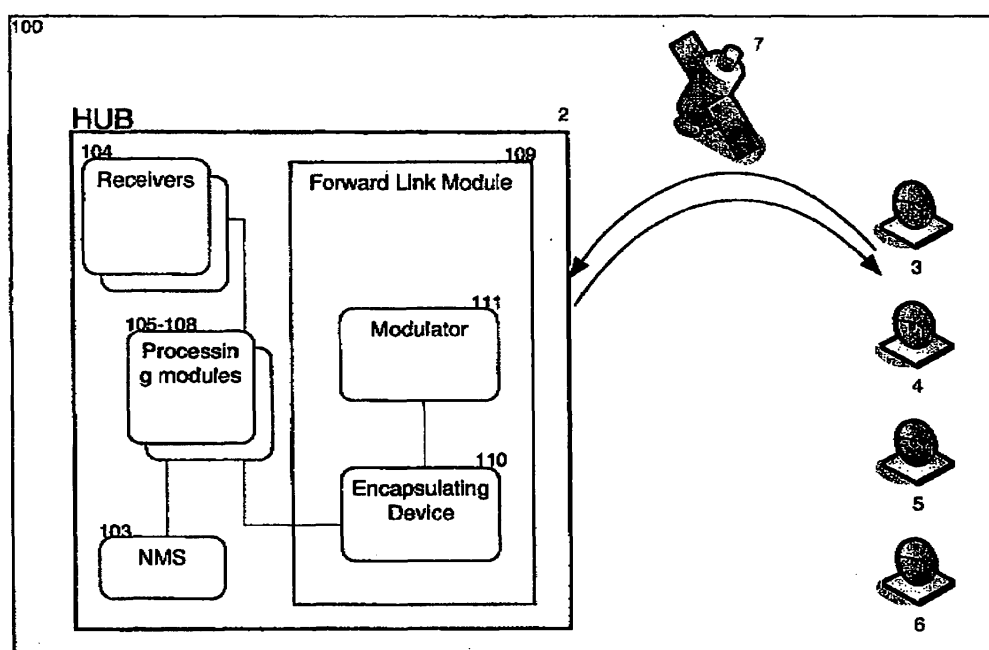 100
7
HUB
2
104
Receivers
109
Forward Link Module
3
105-108
Processin
g modules
111
Modulator
4
110
Encapsulating
Device
5
103
NMS
6